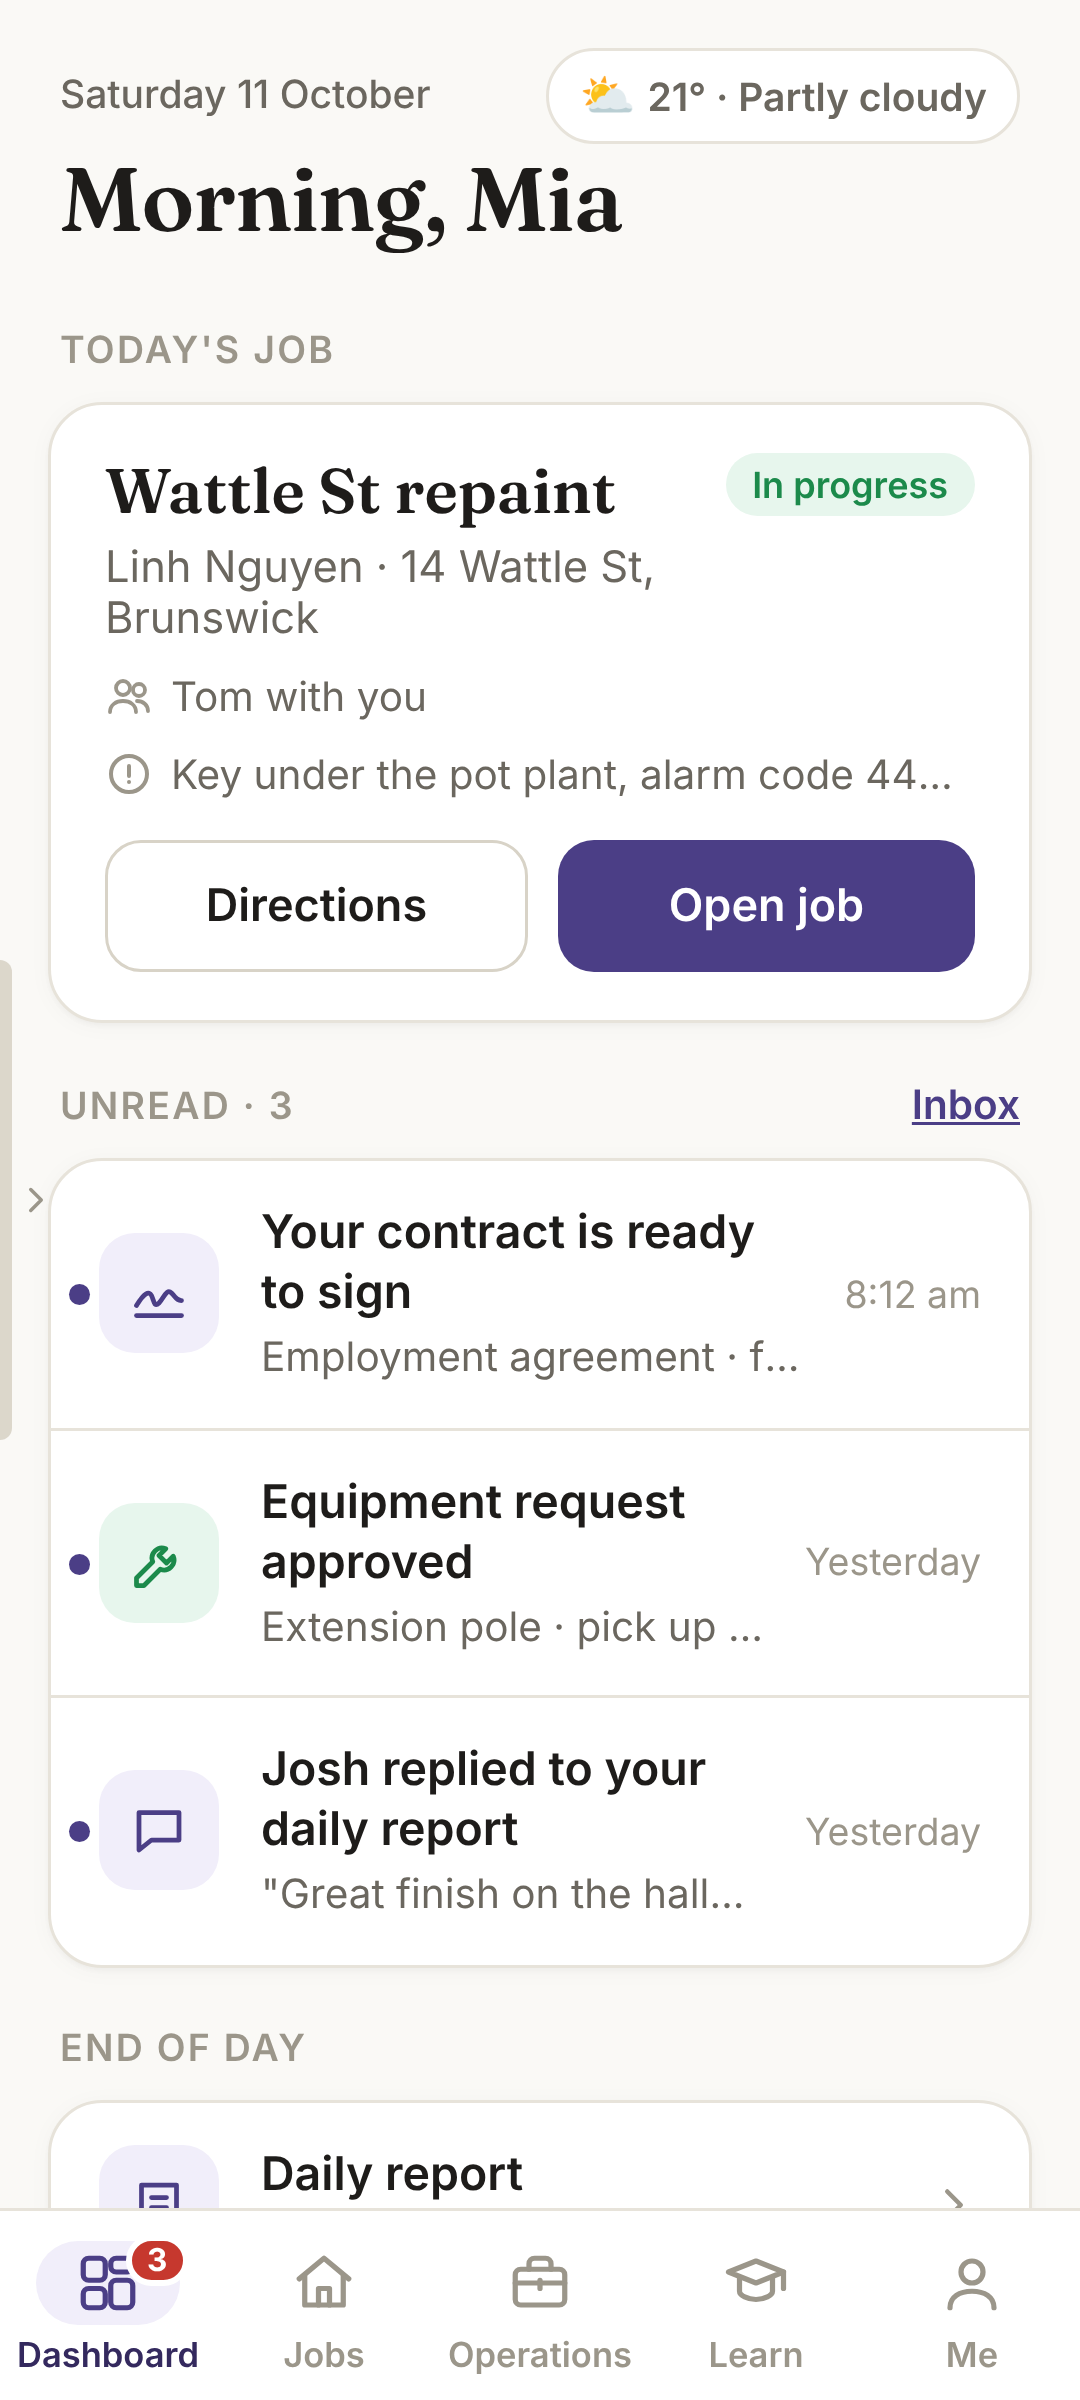 Saturday 11 October
21° · Partly cloudy
Morning, Mia
TODAY'S JOB
Wattle St repaint
In progress
Linh Nguyen · 14 Wattle St,
Brunswick
Tom with you
Key under the pot plant, alarm code 44...
Directions
Open job
UNREAD · 3
Inbox
Your contract is ready
to sign
8:12 am
Employment agreement · f...
Equipment request
approved
Yesterday
Extension pole · pick up ...
Josh replied to your
daily report
Yesterday
"Great finish on the hall...
END OF DAY
Daily report
3
Dashboard
Jobs
Operations
Learn
Me